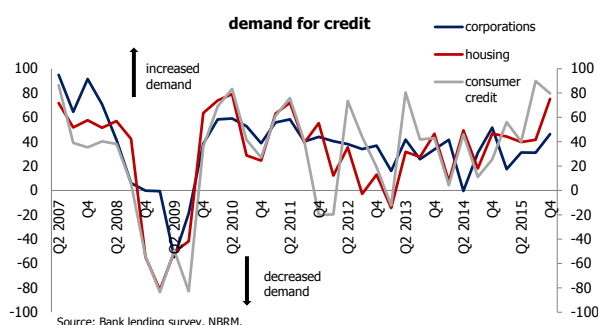 demand for credit
corporations
housing
consumer
credit
increased
demand
100 100
80 80
60 60
40 40
20 20
0 0
-20 -20
-40 -40
-60 -60
-80 -80
-100 -100
Q2 2007
Q4
Q2 2008
Q4
Q2 2009
Q4
Q2 2010
Q4
Q2 2011
Q4
Q2 2012
Q4
Q2 2013
Q4
Q2 2014
Q4
Q2 2015
Q4
decreased
demand
Source: Bank lending survey, NBRM.